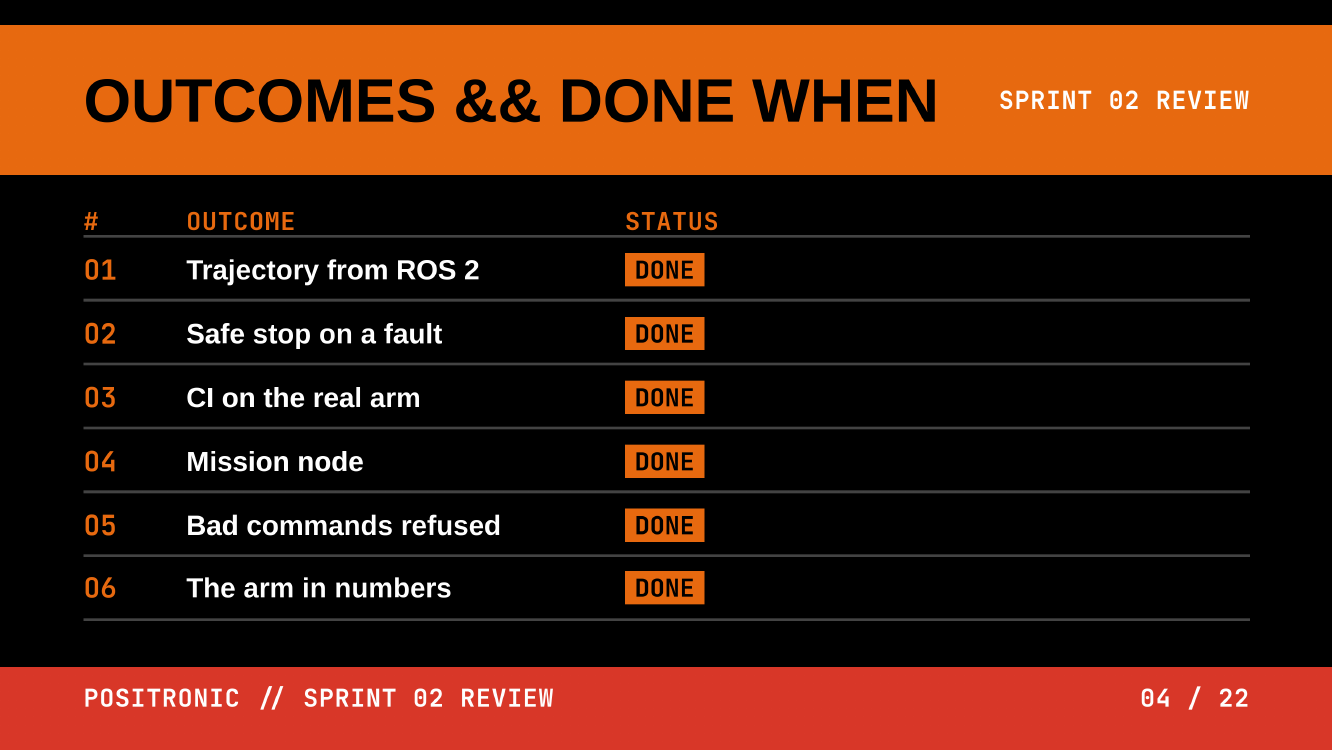 OUTCOMES && DONE WHEN
SPRINT 02 REVIEW
# OUTCOME STATUS
01 Trajectory from ROS 2 DONE
02 Safe stop on a fault DONE
03 CI on the real arm DONE
04 Mission node DONE
05 Bad commands refused DONE
06 The arm in numbers DONE
POSITRONIC // SPRINT 02 REVIEW
04 / 22